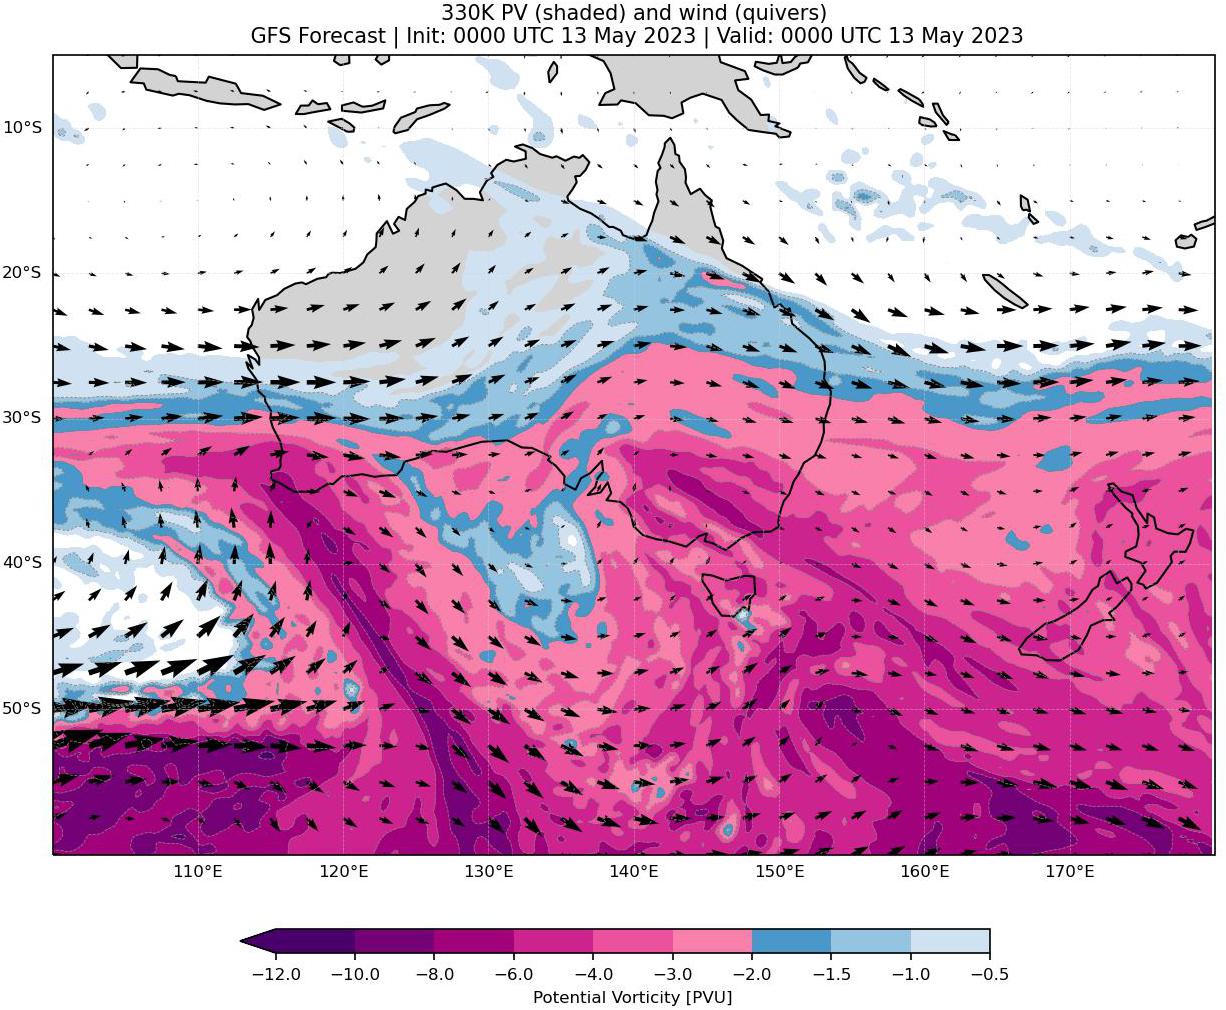 330K PV (shaded) and wind (quivers)
GFS Forecast | Init: 0000 UTC 13 May 2023 | Valid: 0000 UTC 13 May 2023
10°S
20°S
30°S
40°S
50°S
110°E 120°E 130°E 140°E 150°E 160°E 170°E
−12.0 −10.0 −8.0 −6.0 −4.0 −3.0 −2.0 −1.5 −1.0 −0.5
Potential Vorticity [PVU]